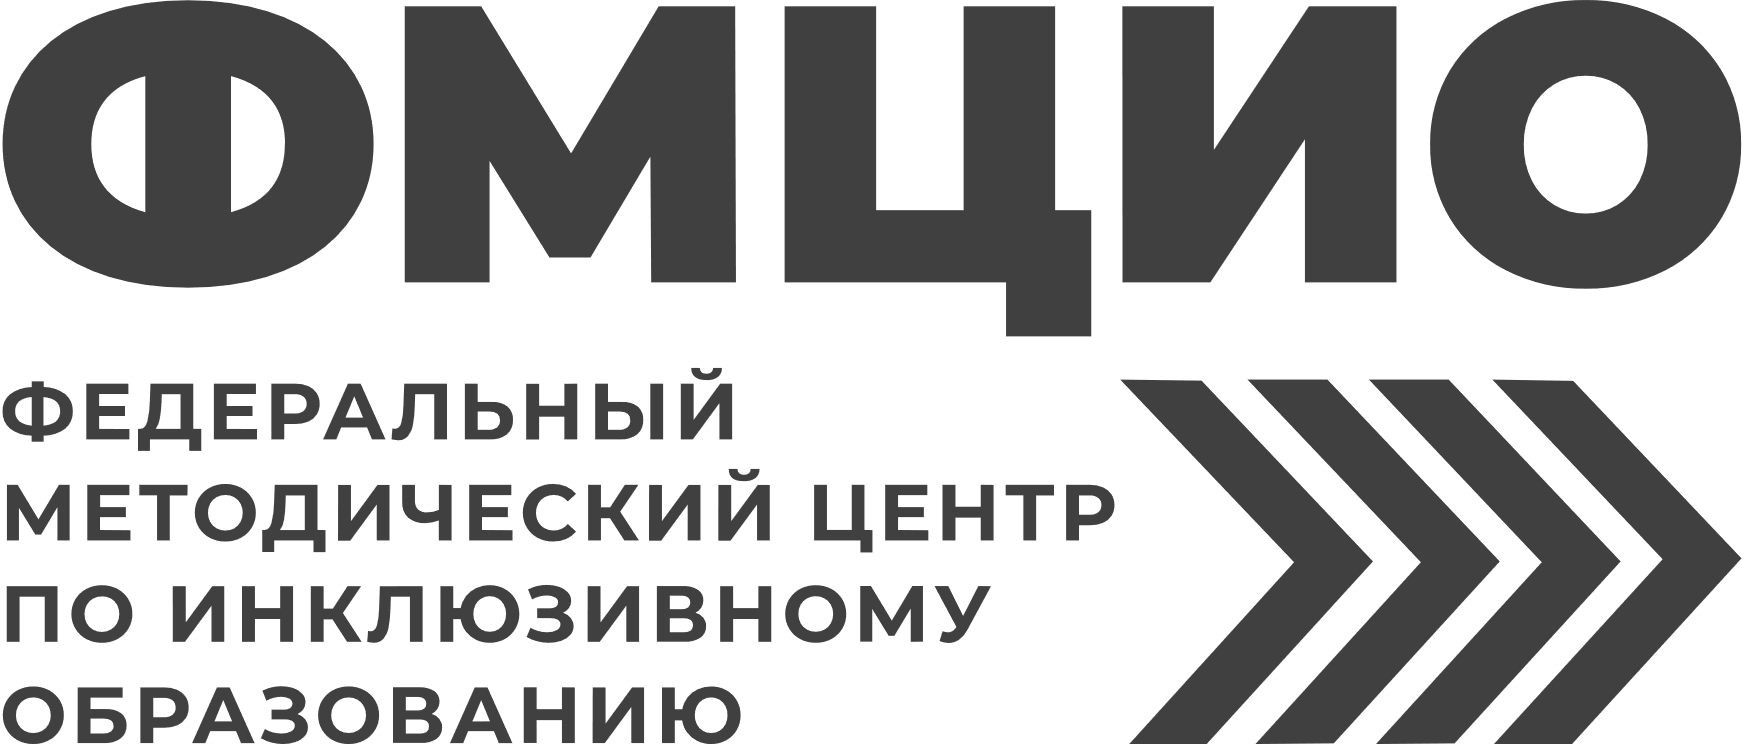 ФМЦИО
ФЕДЕРАЛЬНЫЙ
МЕТОДИЧЕСКИЙ ЦЕНТР
ПО ИНКЛЮЗИВНОМУ
ОБРАЗОВАНИЮ